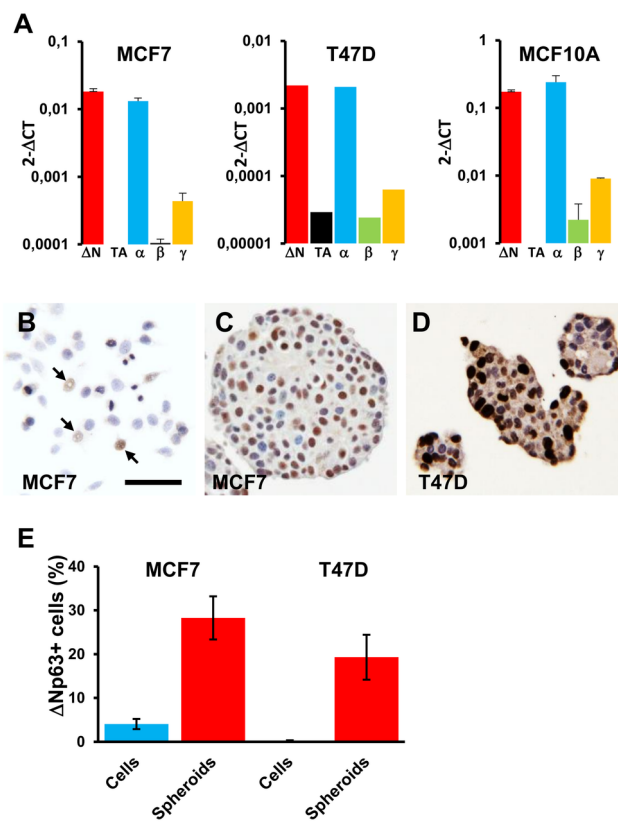 A
MCF7
T47D
MCF10A
2-ΔCT
0,1
0,01
0,001
0,0001
ΔN TA α β γ
2-ΔCT
0,01
0,001
0,0001
0,00001
ΔN TA α β γ
2-ΔCT
1
0,1
0,01
0,001
ΔN TA α β γ
B
MCF7
C
MCF7
D
T47D
E
MCF7
T47D
ΔNp63+ cells (%)
40
30
20
10
0
Cells
Spheroids
Cells
Spheroids